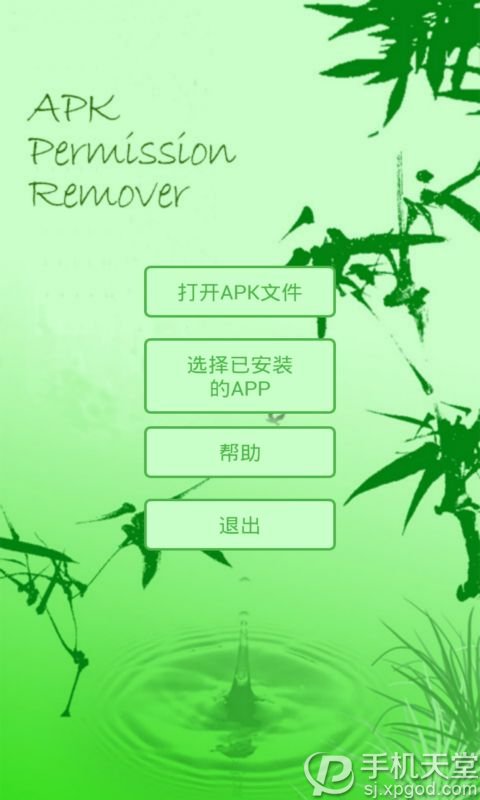 APK
Permission
Remover
打开APK文件
选择已安装
的APP
帮助
退出
手机天堂
sj.xpgod.com